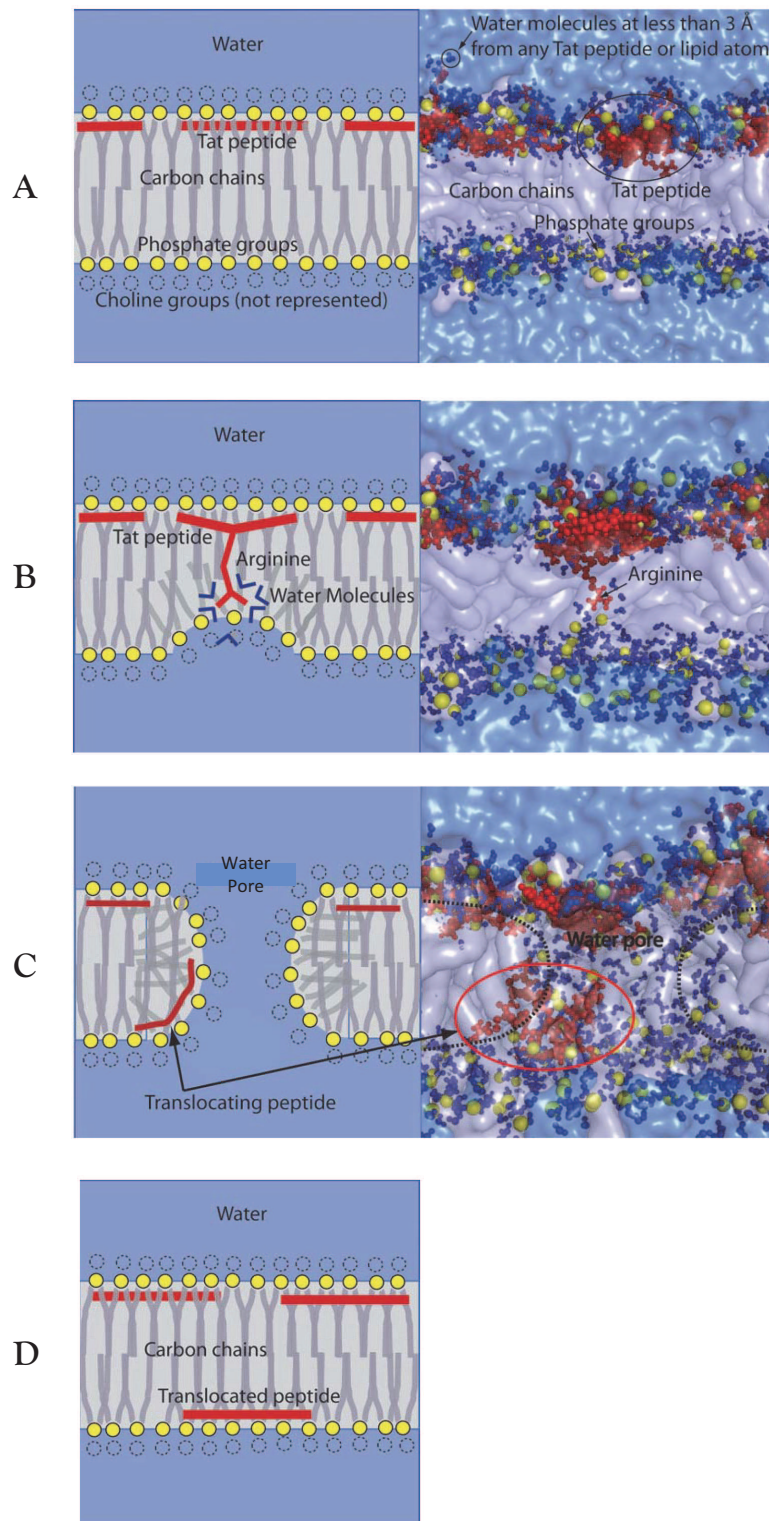 A
Water
Tat peptide
Carbon chains
Phosphate groups
Choline groups (not represented)
Water molecules at less than 3 Å
from any Tat peptide or lipid atom
Carbon chains
Tat peptide
Phosphate groups
B
Water
Tat peptide
Arginine
Water Molecules
Arginine
C
Water
Pore
Translocating peptide
Water pore
D
Water
Carbon chains
Translocated peptide